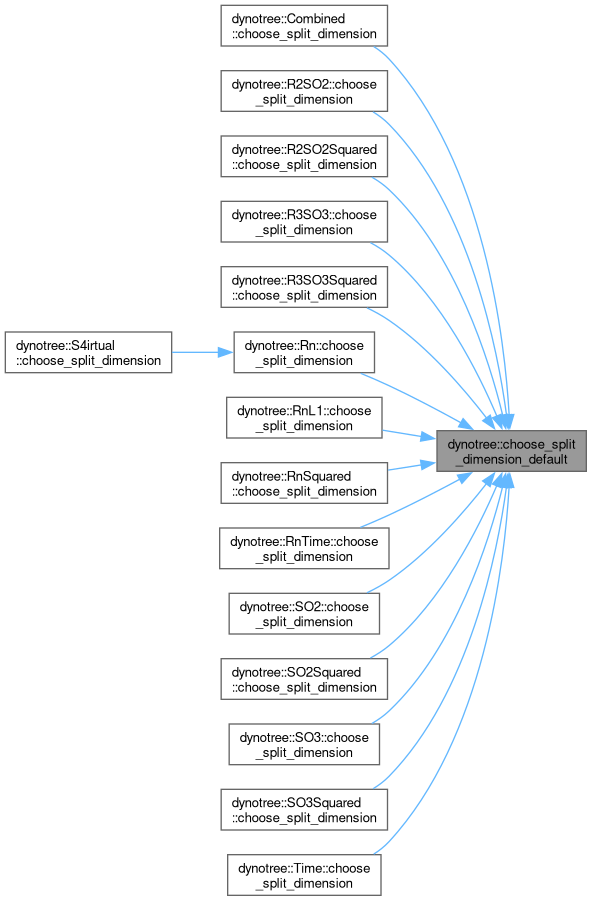 dynotree::Combined
::choose_split_dimension
dynotree::R2SO2::choose
_split_dimension
dynotree::R2SO2Squared
::choose_split_dimension
dynotree::R3SO3::choose
_split_dimension
dynotree::R3SO3Squared
::choose_split_dimension
dynotree::S4irtual
::choose_split_dimension
dynotree::Rn::choose
_split_dimension
dynotree::RnL1::choose
_split_dimension
dynotree::choose_split
_dimension_default
dynotree::RnSquared
::choose_split_dimension
dynotree::RnTime::choose
_split_dimension
dynotree::SO2::choose
_split_dimension
dynotree::SO2Squared
::choose_split_dimension
dynotree::SO3::choose
_split_dimension
dynotree::SO3Squared
::choose_split_dimension
dynotree::Time::choose
_split_dimension